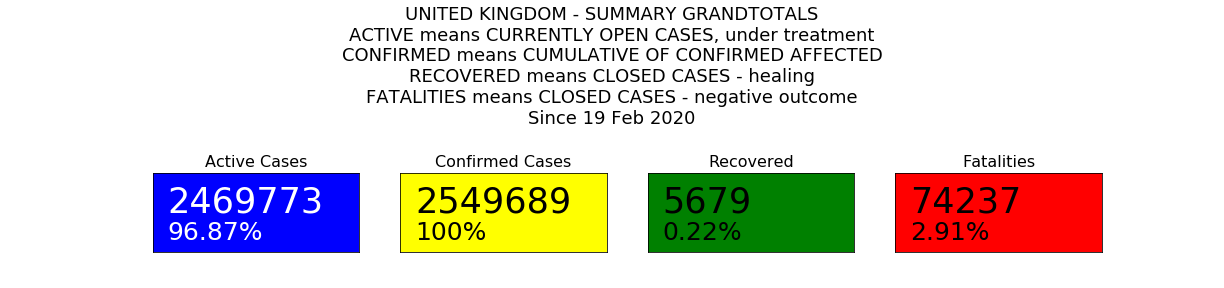 UNITED KINGDOM - SUMMARY GRANDTOTALS
ACTIVE means CURRENTLY OPEN CASES, under treatment
CONFIRMED means CUMULATIVE OF CONFIRMED AFFECTED
RECOVERED means CLOSED CASES - healing
FATALITIES means CLOSED CASES - negative outcome
Since 19 Feb 2020
Active Cases
2469773
96.87%
Confirmed Cases
2549689
100%
Recovered
5679
0.22%
Fatalities
74237
2.91%